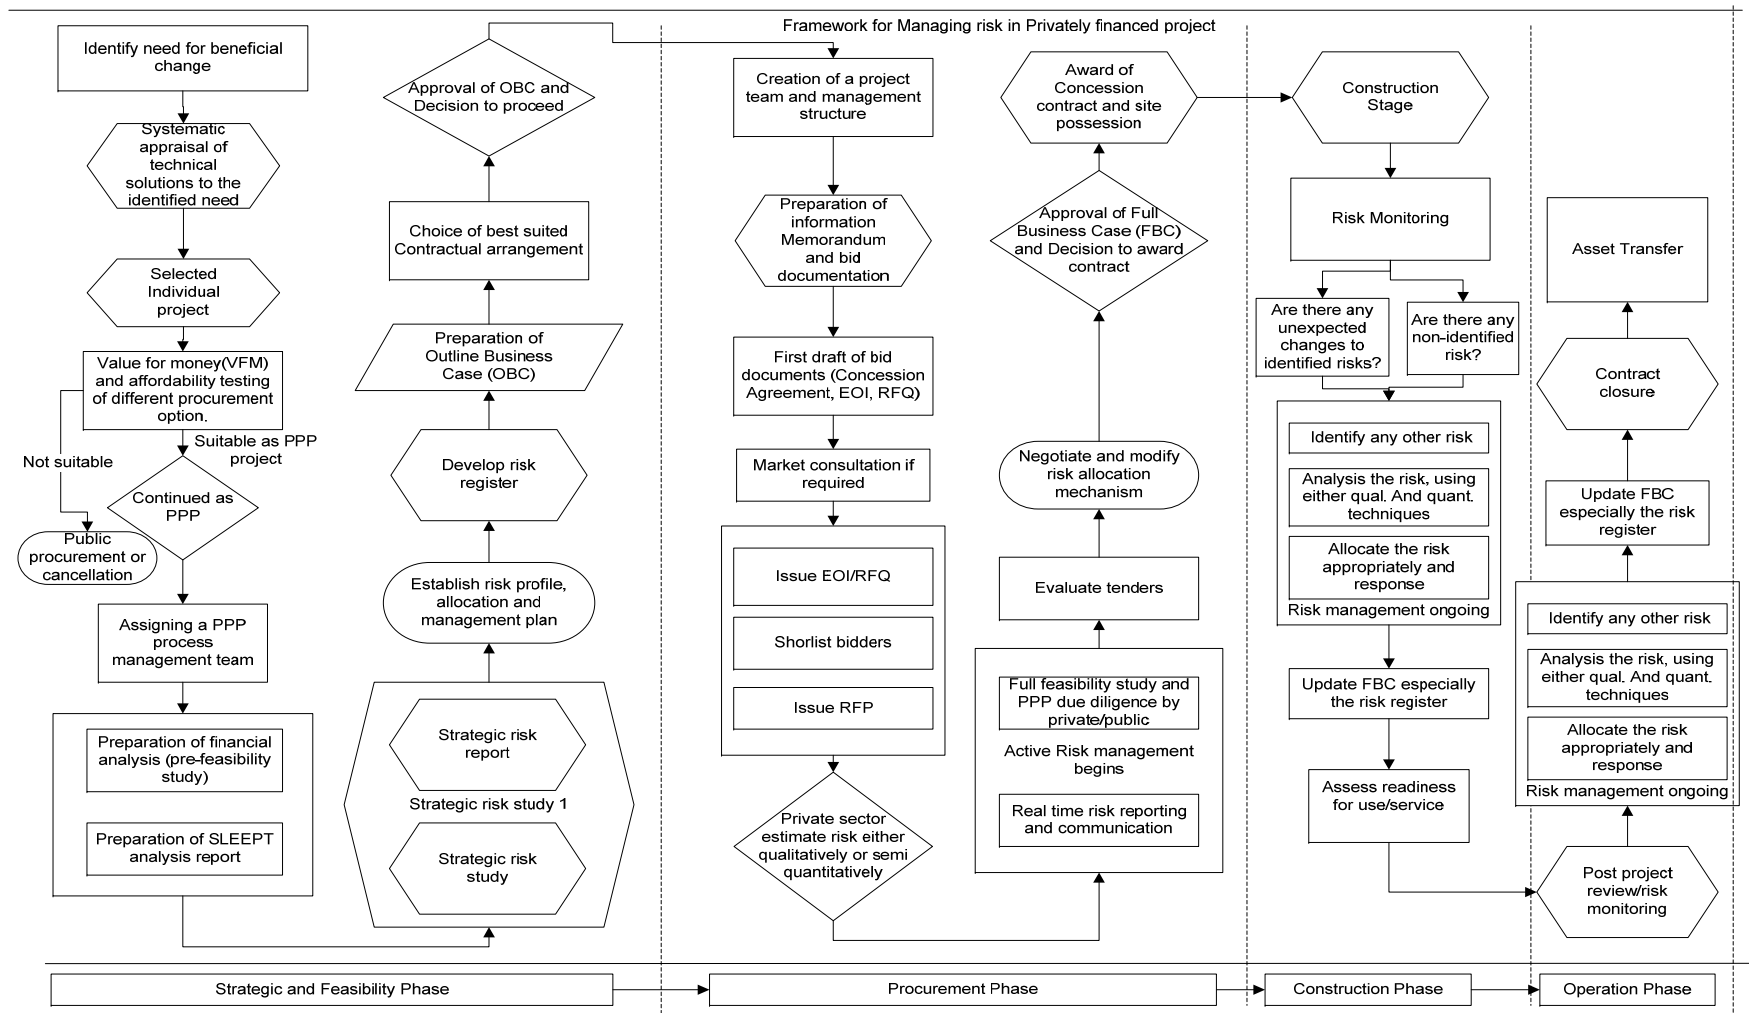 Framework for Managing risk in Privately financed project
Identify need for beneficial
change
Systematic
appraisal of
technical
solutions to the
identified need
Selected
Individual
project
Value for money(VFM)
and affordability testing
of different procurement
option.
Not suitable
Suitable as PPP
project
Continued as
PPP
Public
procurement or
cancellation
Assigning a PPP
process
management team
Preparation of financial
analysis (pre-feasibility
study)
Preparation of SLEEPT
analysis report
Approval of OBC and
Decision to proceed
Choice of best suited
Contractual arrangement
Preparation of
Outline Business
Case (OBC)
Develop risk
register
Establish risk profile,
allocation and
management plan
Strategic risk
report
Strategic risk study 1
Strategic risk
study
Creation of a project
team and management
structure
Preparation of
information
Memorandum
and bid
documentation
First draft of bid
documents (Concession
Agreement, EOI, RFQ)
Market consultation if
required
Issue EOI/RFQ
Shorlist bidders
Issue RFP
Private sector
estimate risk either
qualitatively or semi
quantitatively
Award of
Concession
contract and site
possession
Approval of Full
Business Case (FBC)
and Decision to award
contract
Negotiate and modify
risk allocation
mechanism
Evaluate tenders
Full feasibility study and
PPP due diligence by
private/public
Active Risk management
begins
Real time risk reporting
and communication
Construction
Stage
Risk Monitoring
Are there any
unexpected
changes to
identified risks?
Are there any
non-identified
risk?
Identify any other risk
Analysis the risk, using
either qual. And quant.
techniques
Allocate the risk
appropriately and
response
Risk management ongoing
Update FBC especially
the risk register
Assess readiness
for use/service
Asset Transfer
Contract
closure
Update FBC
especially the risk
register
Identify any other risk
Analysis the risk, using
either qual. And quant.
techniques
Allocate the risk
appropriately and
response
Risk management ongoing
Post project
review/risk
monitoring
Strategic and Feasibility Phase
Procurement Phase
Construction Phase
Operation Phase